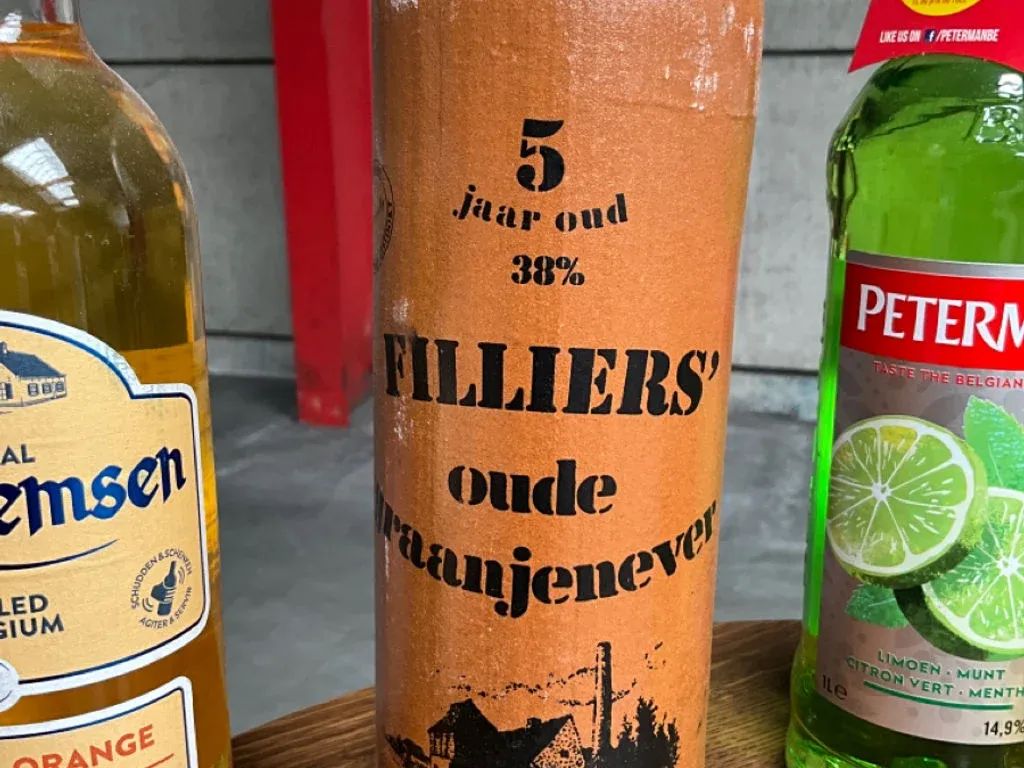 LIKE US ON f/PETERMANBE
5
jaar oud
38%
FILLIERS'
oude
graanjenever
PETERM
TASTE THE BELGIAN
LIMOEN · MUNT
CITRON VERT · MENTH
1L e
14,9%
AL
emsen
SCHUDDEN & SCHENKEN
AGITER & SERVIR
LED
GIUM
ORANGE